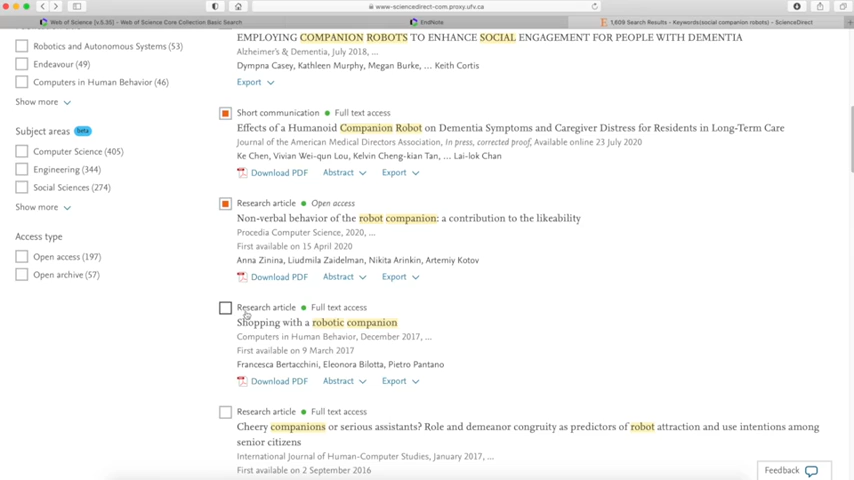 www-sciencedirect-com.proxy.ufv.ca
Web of Science [v.5.35] - Web of Science Core Collection Basic Search
EndNote
1,609 Search Results - Keywords(social companion robots) - ScienceDirect
Robotics and Autonomous Systems (53)
Endeavour (49)
Computers in Human Behavior (46)
Show more
Subject areas beta
Computer Science (405)
Engineering (344)
Social Sciences (274)
Show more
Access type
Open access (197)
Open archive (57)
EMPLOYING COMPANION ROBOTS TO ENHANCE SOCIAL ENGAGEMENT FOR PEOPLE WITH DEMENTIA
Alzheimer's & Dementia, July 2018, ...
Dympna Casey, Kathleen Murphy, Megan Burke, ... Keith Cortis
Export
Short communication Full text access
Effects of a Humanoid Companion Robot on Dementia Symptoms and Caregiver Distress for Residents in Long-Term Care
Journal of the American Medical Directors Association, In press, corrected proof, Available online 23 July 2020
Ke Chen, Vivian Wei-qun Lou, Kelvin Cheng-kian Tan, ... Lai-lok Chan
Download PDF Abstract Export
Research article Open access
Non-verbal behavior of the robot companion: a contribution to the likeability
Procedia Computer Science, 2020, ...
First available on 15 April 2020
Anna Zinina, Liudmila Zaidelman, Nikita Arinkin, Artemiy Kotov
Download PDF Abstract Export
Research article Full text access
Shopping with a robotic companion
Computers in Human Behavior, December 2017, ...
First available on 9 March 2017
Francesca Bertacchini, Eleonora Bilotta, Pietro Pantano
Download PDF Abstract Export
Research article Full text access
Cheery companions or serious assistants? Role and demeanor congruity as predictors of robot attraction and use intentions among
senior citizens
International Journal of Human-Computer Studies, January 2017, ...
First available on 2 September 2016
Feedback